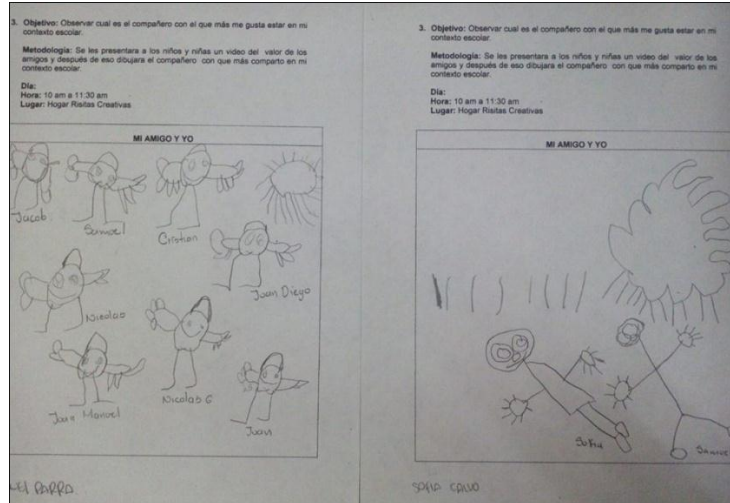 3. Objetivo: Observar cual es el compañero con el que más me gusta estar en mi
contexto escolar.
Metodología: Se les presentara a los niños y niñas un video del valor de los
amigos y después de eso dibujara el compañero con que más comparto en mi
contexto escolar.
Día:
Hora: 10 am a 11:30 am
Lugar: Hogar Risitas Creativas
MI AMIGO Y YO
Jacob
Samuel
Cristian
Juan Diego
Nicolas
Nicolas G
Juan Manuel
Juan
PARRA
3. Objetivo: Observar cual es el compañero con el que más me gusta estar en mi
contexto escolar.
Metodología: Se les presentara a los niños y niñas un video del valor de los
amigos y después de eso dibujara el compañero con que más comparto en mi
contexto escolar.
Día:
Hora: 10 am a 11:30 am
Lugar: Hogar Risitas Creativas
MI AMIGO Y YO
Sofia
SOFIA CALVO